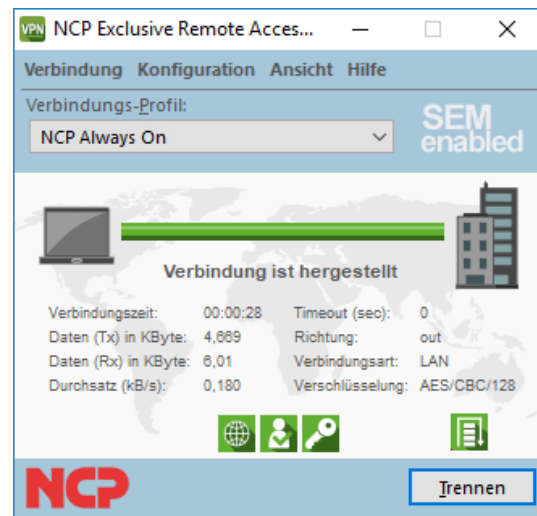 VPN NCP Exclusive Remote Acces...
Verbindung Konfiguration Ansicht Hilfe
Verbindungs-Profil:
NCP Always On
SEM
enabled
Verbindung ist hergestellt
Verbindungszeit: 00:00:28 Timeout (sec): 0
Daten (Tx) in KByte: 4,669 Richtung: out
Daten (Rx) in KByte: 6,01 Verbindungsart: LAN
Durchsatz (kB/s): 0,180 Verschlüsselung: AES/CBC/128
NCP
Trennen